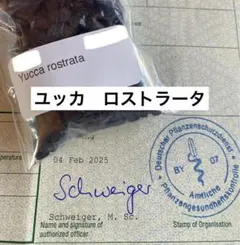 Yucca rostrata
ユッカ　ロストラータ
perature
04 Feb 2025
Schweiger
Schweiger, M. Sc.
Name and signature of
authorized officer
Stamp of Organisation
Deutscher Pflanzenschutzdienst
BY 07
Amtliche
Pflanzengesundheitskontrolle